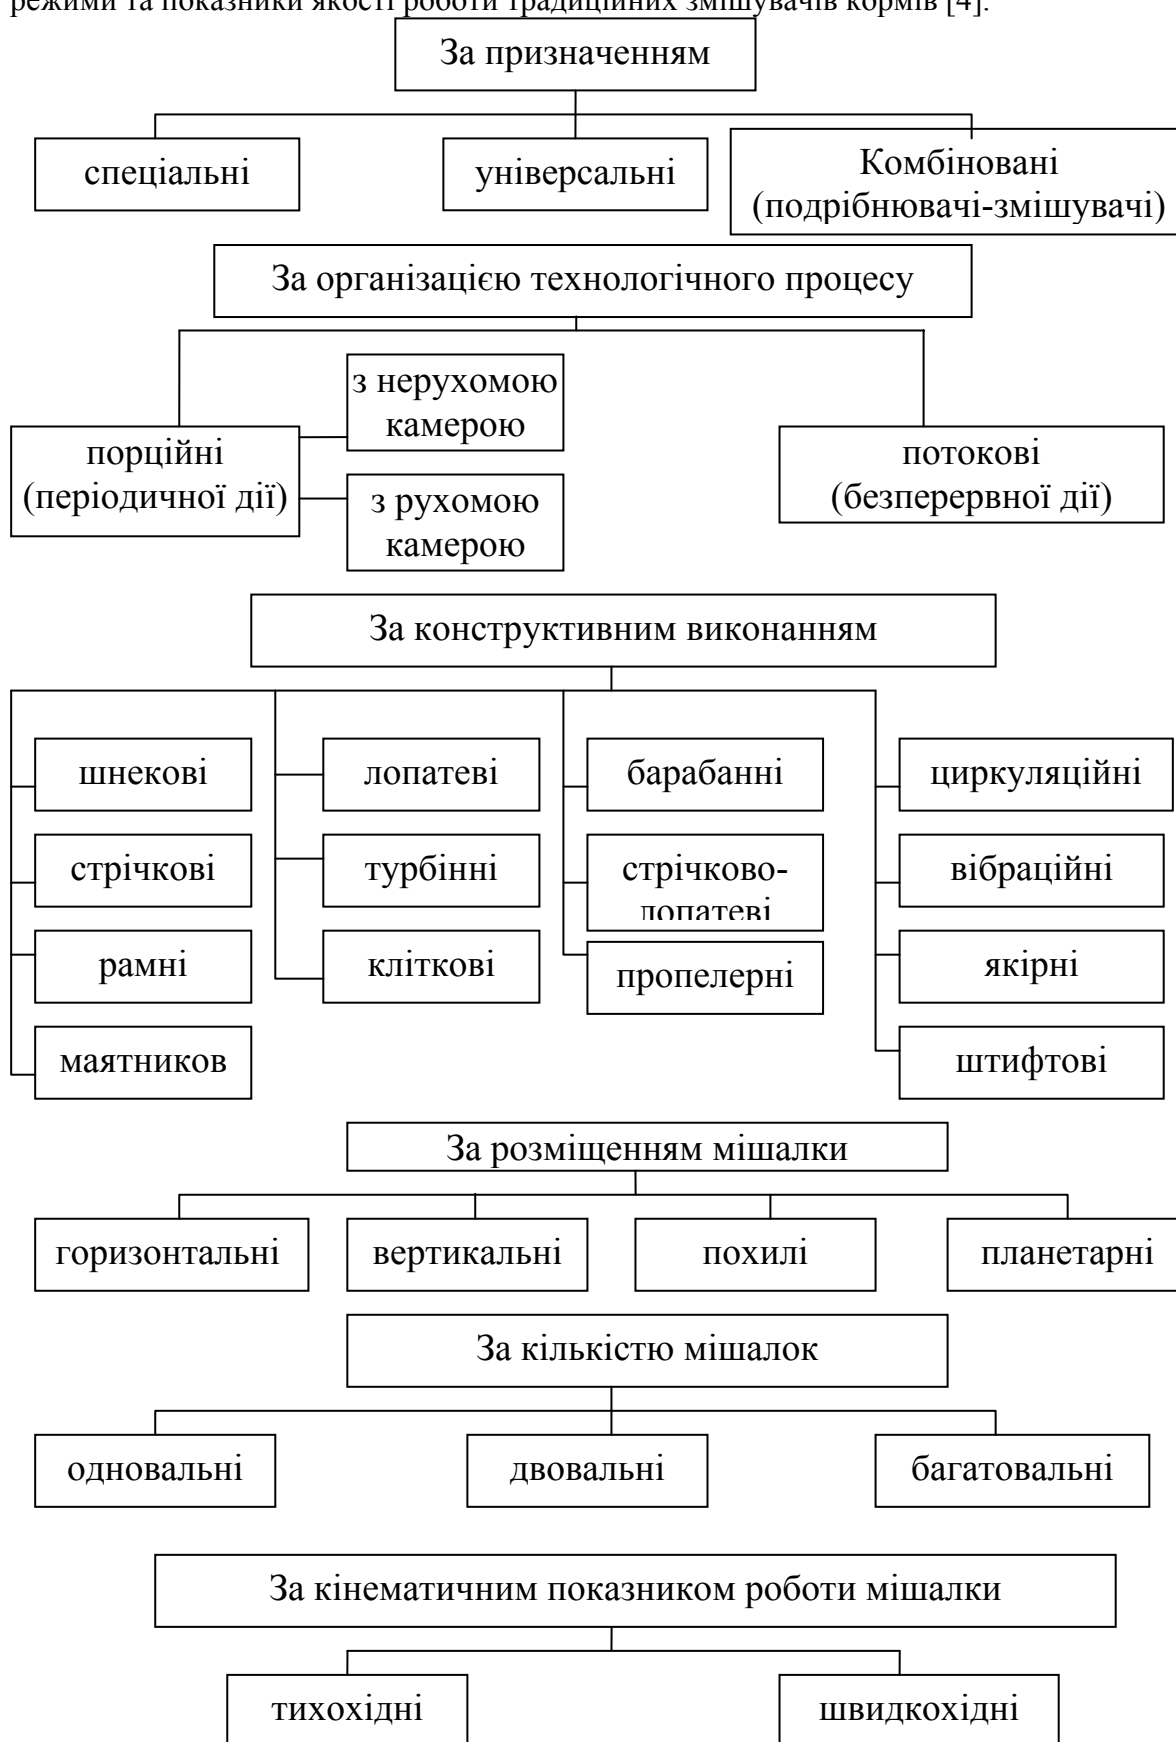 режими та показники якості роботи традиційних змішувачів кормів [4].
За призначенням
спеціальні
універсальні
Комбіновані
(подрібнювачі-змішувачі)
За організацією технологічного процесу
з нерухомою
камерою
порційні
(періодичної дії)
з рухомою
камерою
потокові
(безперервної дії)
За конструктивним виконанням
шнекові
лопатеві
барабанні
циркуляційні
стрічкові
турбінні
стрічково-
лопатеві
вібраційні
рамні
кліткові
пропелерні
якірні
маятников
штифтові
За розміщенням мішалки
горизонтальні
вертикальні
похилі
планетарні
За кількістю мішалок
одновальні
двовальні
багатовальні
За кінематичним показником роботи мішалки
тихохідні
швидкохідні